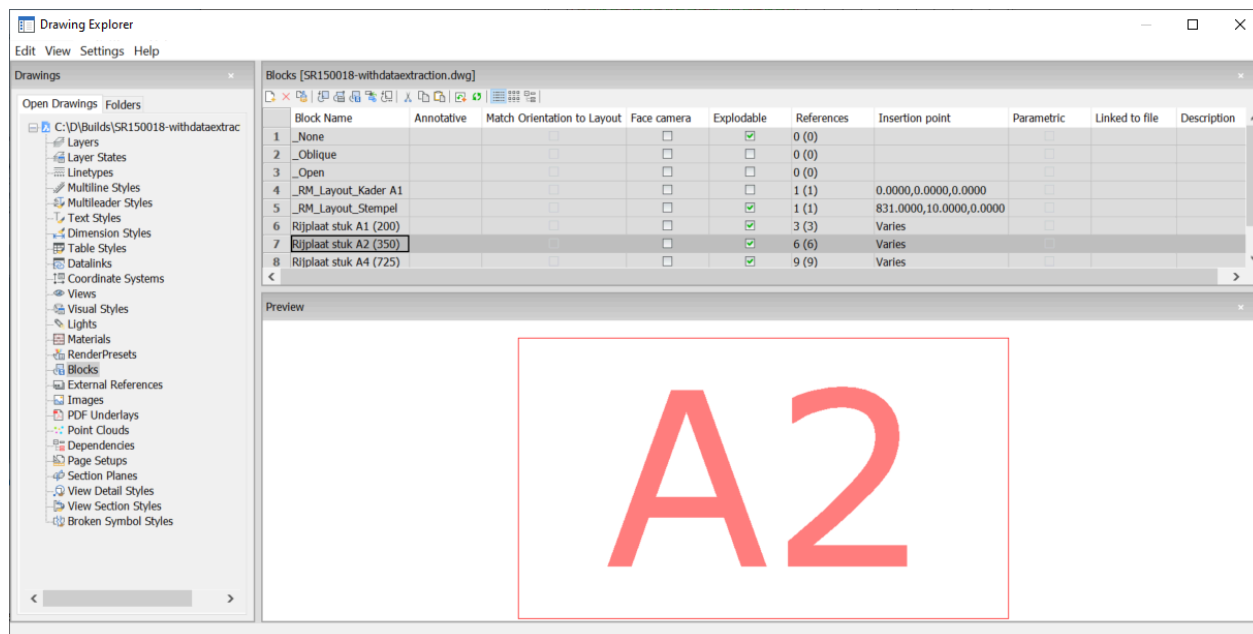 Drawing Explorer
Edit View Settings Help
Drawings
Open Drawings Folders
C:\D\Builds\SR150018-withdataextrac
Layers
Layer States
Linetypes
Multiline Styles
Multileader Styles
Text Styles
Dimension Styles
Table Styles
Datalinks
Coordinate Systems
Views
Visual Styles
Lights
Materials
RenderPresets
Blocks
External References
Images
PDF Underlays
Point Clouds
Dependencies
Page Setups
Section Planes
View Detail Styles
View Section Styles
Broken Symbol Styles
Blocks [SR150018-withdataextraction.dwg]
Block Name Annotative Match Orientation to Layout Face camera Explodable References Insertion point Parametric Linked to file Description
1 _None 0 (0)
2 _Oblique 0 (0)
3 _Open 0 (0)
4 _RM_Layout_Kader A1 1 (1) 0.0000,0.0000,0.0000
5 _RM_Layout_Stempel 1 (1) 831.0000,10.0000,0.0000
6 Rijplaat stuk A1 (200) 3 (3) Varies
7 Rijplaat stuk A2 (350) 6 (6) Varies
8 Rijplaat stuk A4 (725) 9 (9) Varies
Preview
A2